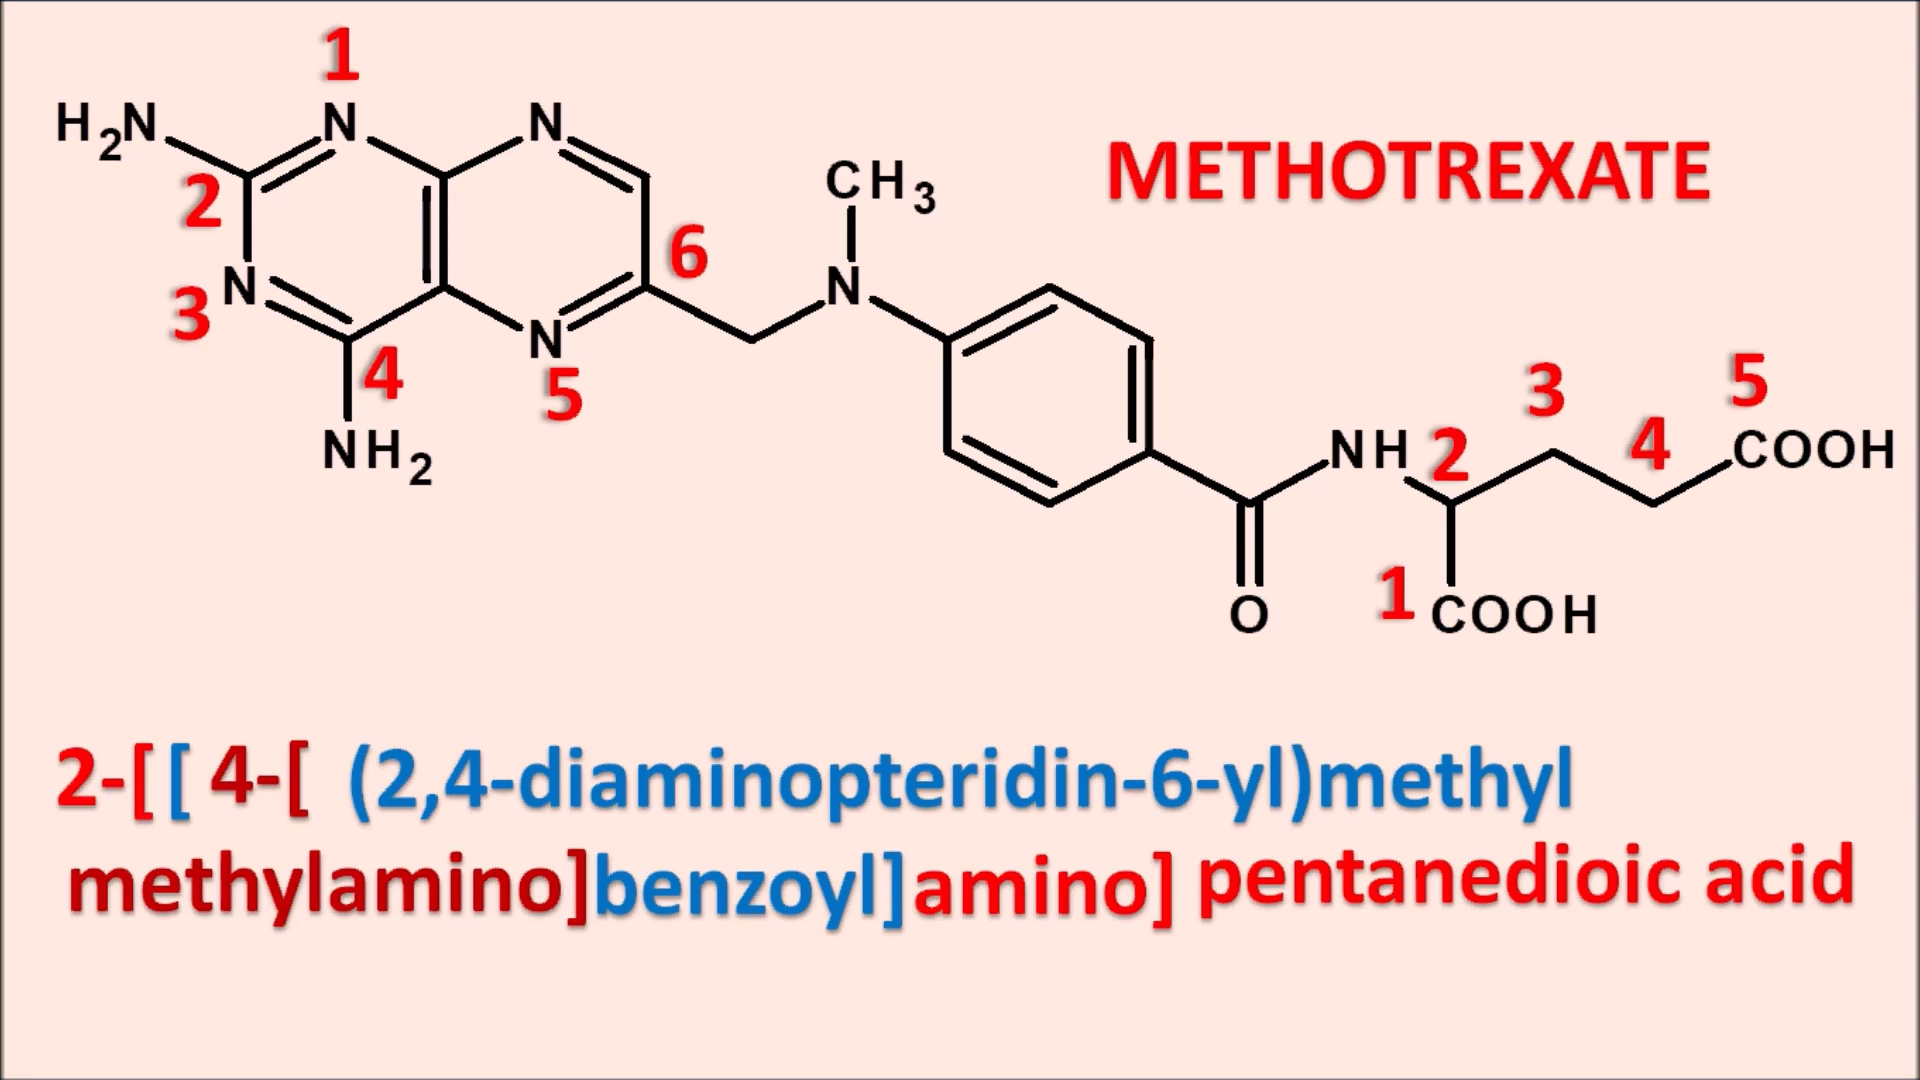 1
H2N N N
CH3
METHOTREXATE
2
6
N
3
N
4
N
5
NH2
3
5
NH
2
4
COOH
1
O
COOH
2-[[ 4-[ (2,4-diaminopteridin-6-yl)methyl
methylamino]benzoyl]amino] pentanedioic acid